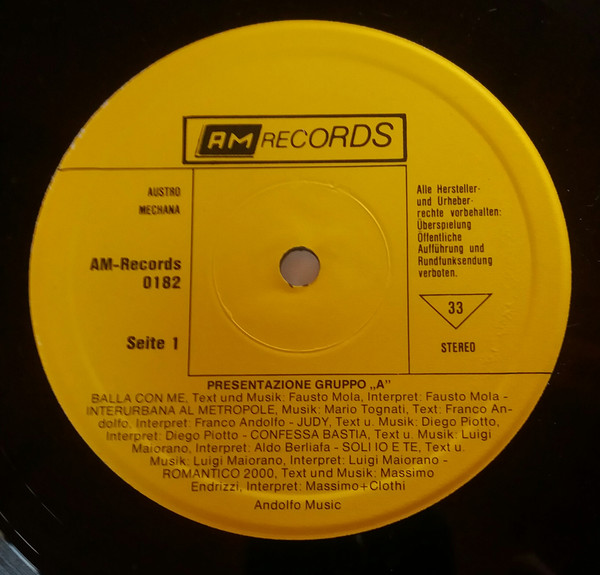 AM RECORDS
AUSTRO
MECHANA
AM-Records
0182
Seite 1
Alle Hersteller-
und Urheber-
rechte vorbehalten:
Überspielung
Öffentliche
Aufführung und
Rundfunksendung
verboten.
33
STEREO
PRESENTAZIONE GRUPPO „A”
BALLA CON ME, Text und Musik: Fausto Mola, Interpret: Fausto Mola -
INTERURBANA AL METROPOLE, Musik: Mario Tognati, Text: Franco An-
dolfo, Interpret: Franco Andolfo - JUDY, Text u. Musik: Diego Piotto,
Interpret: Diego Piotto - CONFESSA BASTIA, Text u. Musik: Luigi
Maiorano, Interpret: Aldo Berliafa - SOLI IO E TE, Text u.
Musik: Luigi Maiorano, Interpret: Luigi Maiorano -
ROMANTICO 2000, Text und Musik: Massimo
Endrizzi, Interpret: Massimo+Clothi
Andolfo Music